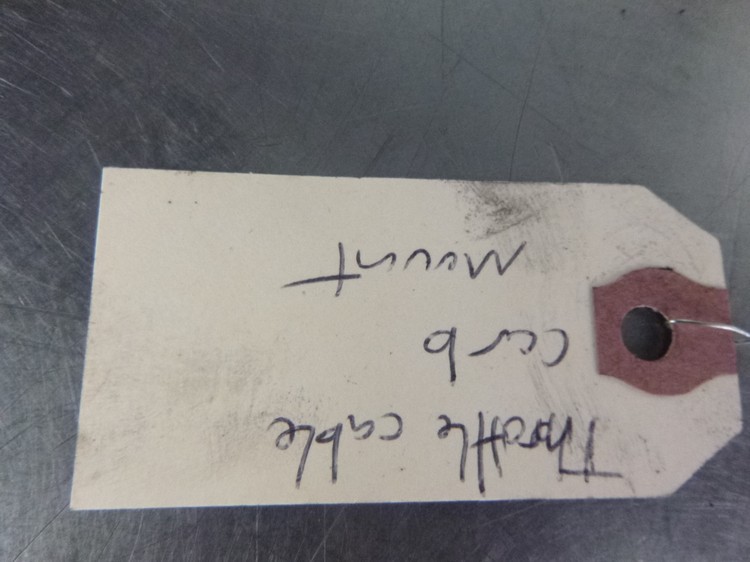 Throttle cable
Carb
Mount